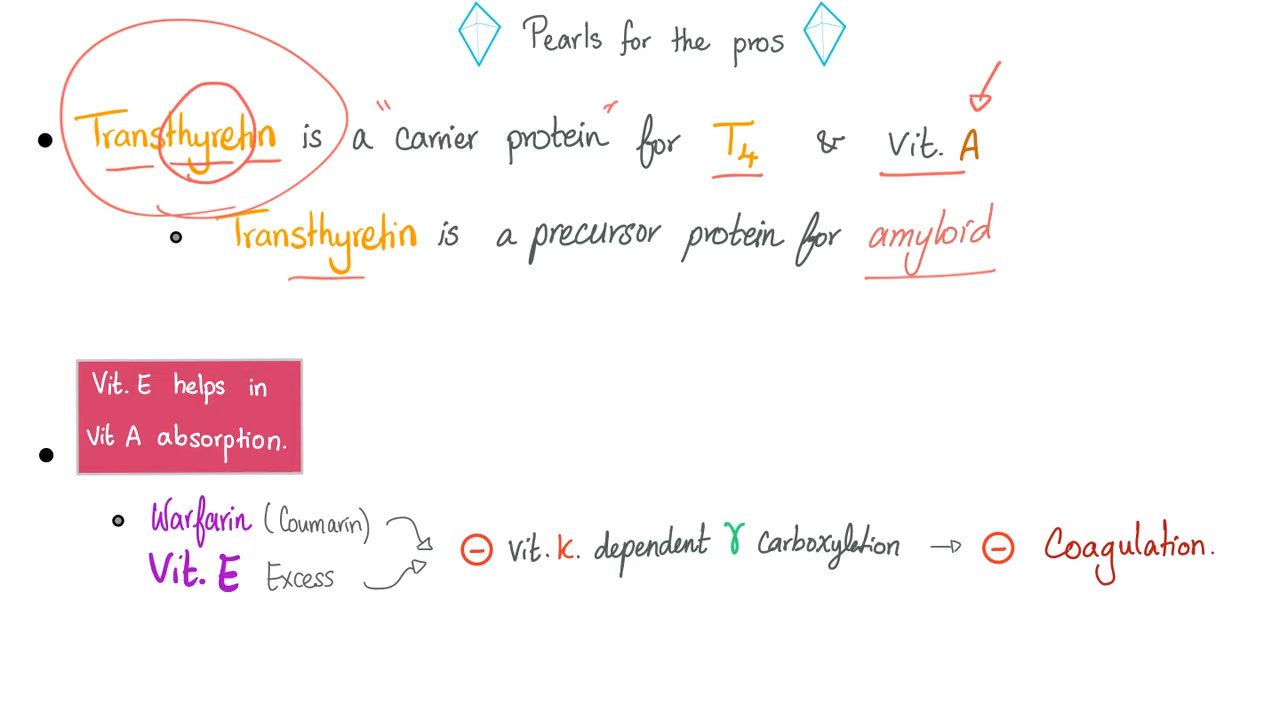 Pearls for the pros
• Transthyretin is a "carrier protein" for T4 & Vit. A
• Transthyretin is a precursor protein for amyloid
• Vit. E helps in
Vit A absorption.
• Warfarin (Coumarin)
Vit. E Excess
⊖ Vit. K. dependent γ Carboxylation → ⊖ Coagulation.